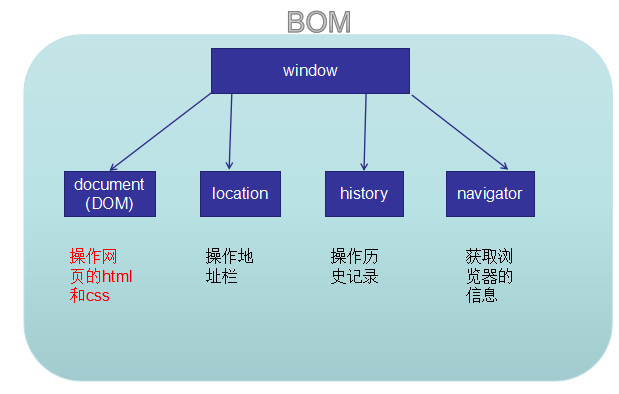 BOM
window
document
(DOM)
location
history
navigator
操作网
页的html
和css
操作地
址栏
操作历
史记录
获取浏
览器的
信息